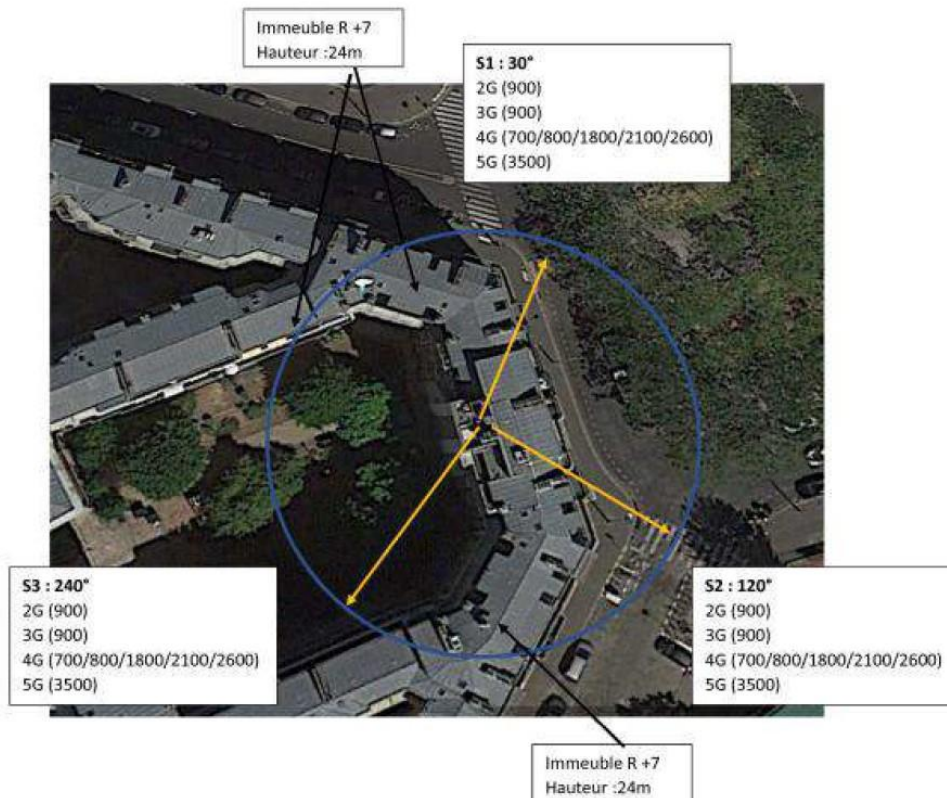 Immeuble R +7
Hauteur :24m
S1 : 30°
2G (900)
3G (900)
4G (700/800/1800/2100/2600)
5G (3500)
S3 : 240°
2G (900)
3G (900)
4G (700/800/1800/2100/2600)
5G (3500)
S2 : 120°
2G (900)
3G (900)
4G (700/800/1800/2100/2600)
5G (3500)
Immeuble R +7
Hauteur :24m